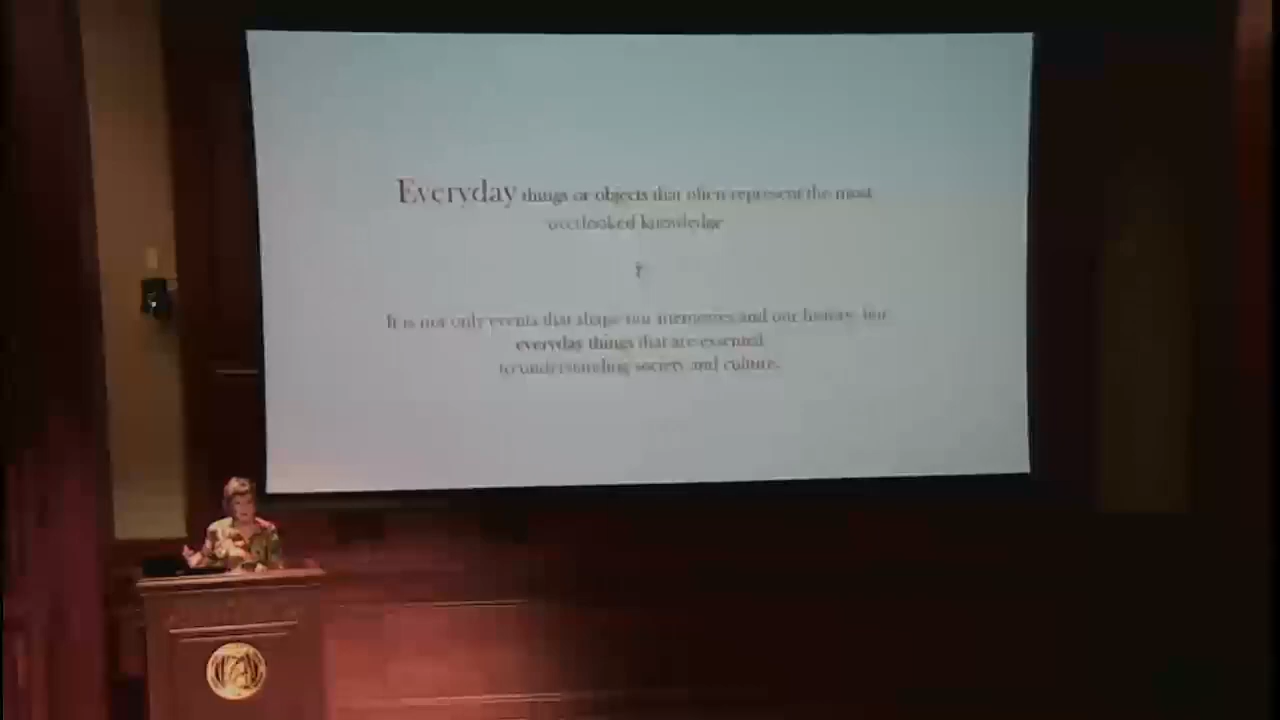 Everyday things or objects that often represent the most
overlooked knowledge
It is not only events that shape our memories and our history, but
everyday things that are essential
to understanding society and culture.